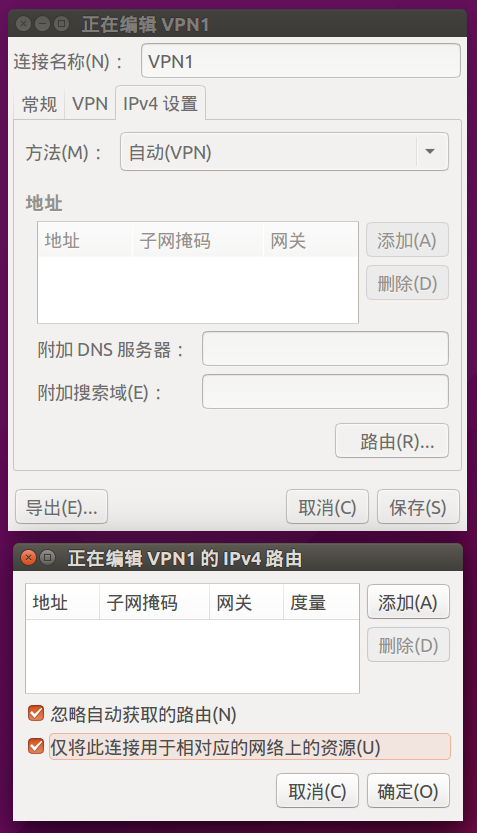 正在编辑 VPN1
连接名称(N)： VPN1
常规 VPN IPv4 设置
方法(M)： 自动(VPN)
地址
地址 子网掩码 网关 添加(A)
删除(D)
附加 DNS 服务器：
附加搜索域(E)：
路由(R)...
导出(E)... 取消(C) 保存(S)
正在编辑 VPN1 的 IPv4 路由
地址 子网掩码 网关 度量 添加(A)
删除(D)
忽略自动获取的路由(N)
仅将此连接用于相对应的网络上的资源(U)
取消(C) 确定(O)